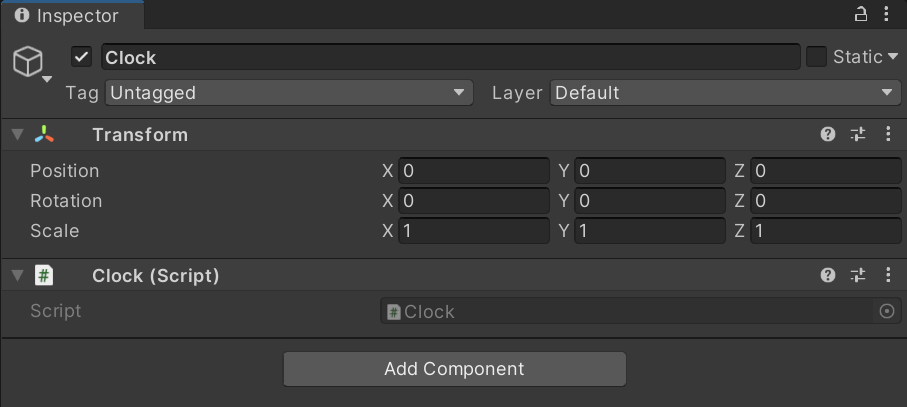 Inspector
Clock
Static
Tag Untagged Layer Default
Transform
Position X 0 Y 0 Z 0
Rotation X 0 Y 0 Z 0
Scale X 1 Y 1 Z 1
# Clock (Script)
Script # Clock
Add Component